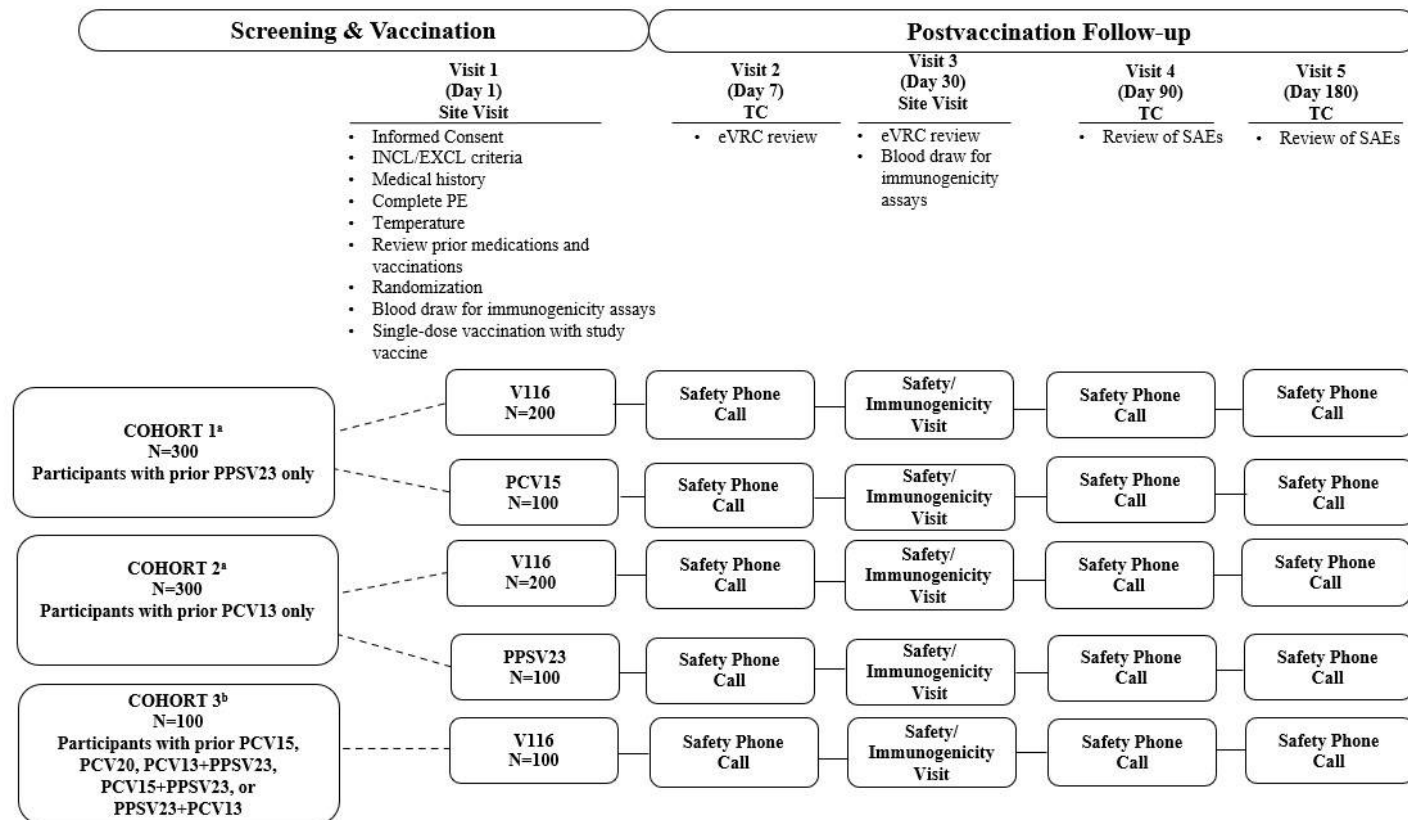 Screening & Vaccination
Postvaccination Follow-up
Visit 1
(Day 1)
Site Visit
• Informed Consent
• INCL/EXCL criteria
• Medical history
• Complete PE
• Temperature
• Review prior medications and
vaccinations
• Randomization
• Blood draw for immunogenicity assays
• Single-dose vaccination with study
vaccine
Visit 2
(Day 7)
TC
• eVRC review
Visit 3
(Day 30)
Site Visit
• eVRC review
• Blood draw for
immunogenicity
assays
Visit 4
(Day 90)
TC
• Review of SAEs
Visit 5
(Day 180)
TC
• Review of SAEs
COHORT 1ᵃ
N=300
Participants with prior PPSV23 only
V116
N=200
Safety Phone
Call
Safety/
Immunogenicity
Visit
Safety Phone
Call
Safety Phone
Call
PCV15
N=100
Safety Phone
Call
Safety/
Immunogenicity
Visit
Safety Phone
Call
Safety Phone
Call
COHORT 2ᵃ
N=300
Participants with prior PCV13 only
V116
N=200
Safety Phone
Call
Safety/
Immunogenicity
Visit
Safety Phone
Call
Safety Phone
Call
PPSV23
N=100
Safety Phone
Call
Safety/
Immunogenicity
Visit
Safety Phone
Call
Safety Phone
Call
COHORT 3ᵇ
N=100
Participants with prior PCV15,
PCV20, PCV13+PPSV23,
PCV15+PPSV23, or
PPSV23+PCV13
V116
N=100
Safety Phone
Call
Safety/
Immunogenicity
Visit
Safety Phone
Call
Safety Phone
Call